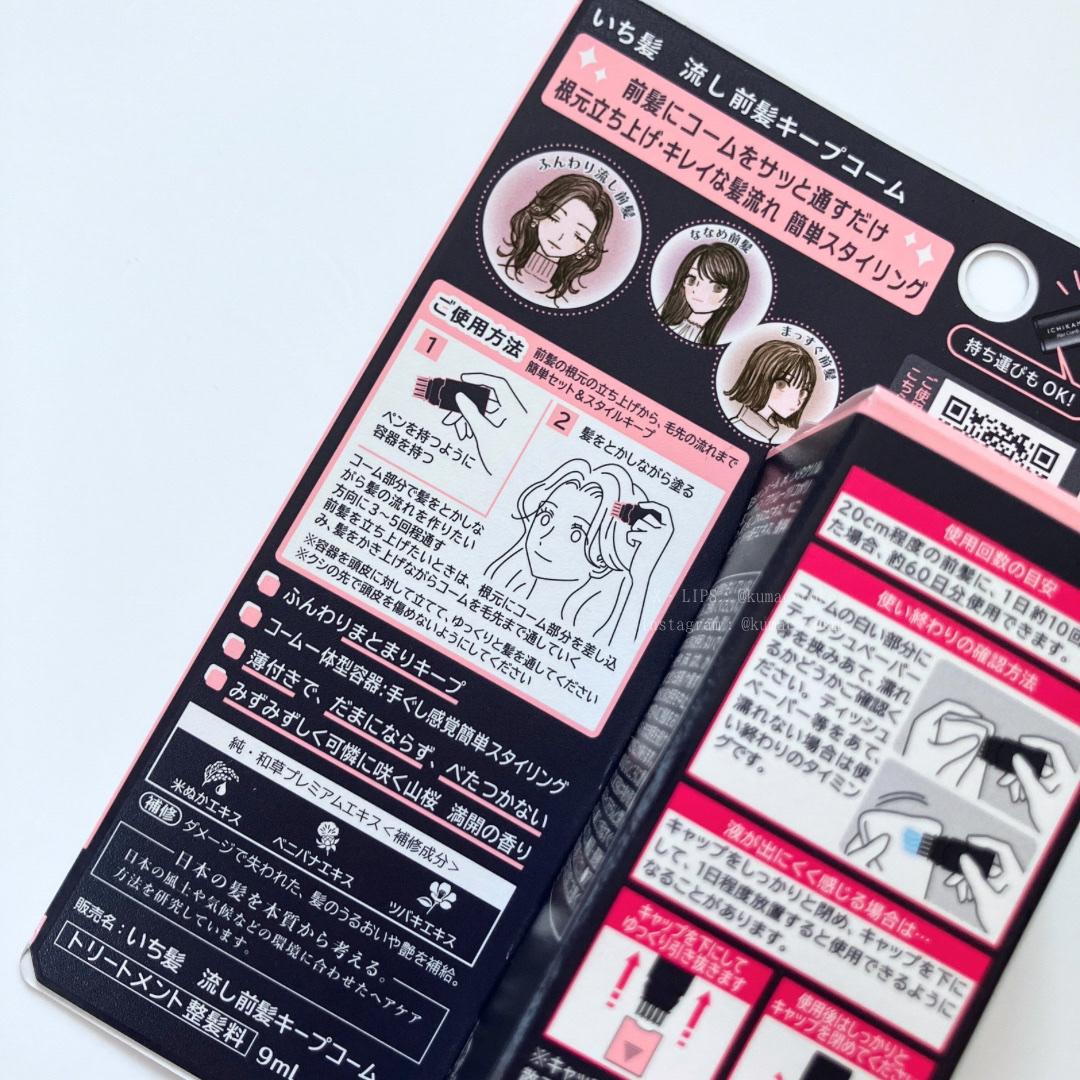 いち髪 流し前髪キープコーム
前髪にコームをサッと通すだけ
根元立ち上げ・キレイな髪流れ 簡単スタイリング
ふんわり流し前髪
ななめ前髪
まっすぐ前髪
持ち運びも OK!
ご使用方法
前髪の根元の立ち上げから、毛先の流れまで
簡単セット&スタイルキープ
1
ペンを持つように
容器を持つ
2
髪をとかしながら塗る
コーム部分で髪をとかしな
がら髪の流れを作りたい
方向に3～5回程通す
前髪を立ち上げたいときは、根元にコーム部分を差し込
み、髪をかき上げながらコームを毛先まで通していく
※容器を頭皮に対して立てて、ゆっくりと髪を通してください
※クシの先で頭皮を傷めないようにしてください
ふんわりまとまりキープ
コーム一体型容器:手ぐし感覚簡単スタイリング
薄付きで、だまにならず、べたつかない
みずみずしく可憐に咲く山桜 満開の香り
純・和草プレミアムエキス<補修成分>
米ぬかエキス
ベニバナエキス
ツバキエキス
補修 ダメージで失われた、髪のうるおいや艶を補給。
日本の髪を本質から考える。
日本の風土や気候などの環境に合わせたヘアケア
方法を研究しています。
販売名:いち髪 流し前髪キープコーム
トリートメント整髪料 9mL
使用回数の目安
20cm程度の前髪に、1日約10回
た場合、約60日分使用できます。
使い終わりの確認方法
コームの白い部分に
ティッシュペーパー
等を挟みあて、濡れ
るかどうかご確認く
ださい。ティッシュ
ペーパー等をあて、
濡れない場合は使
い終わりのタイミン
グです。
液が出にくく感じる場合は…
キャップをしっかりと閉め、キャップを下に
して、1日程度放置すると使用できるように
なることがあります。
キャップを下にして
ゆっくり引き抜きます
使用後はしっかりと
キャップを閉めてくだ
LIPS : @kuma
Instagram : @kuma